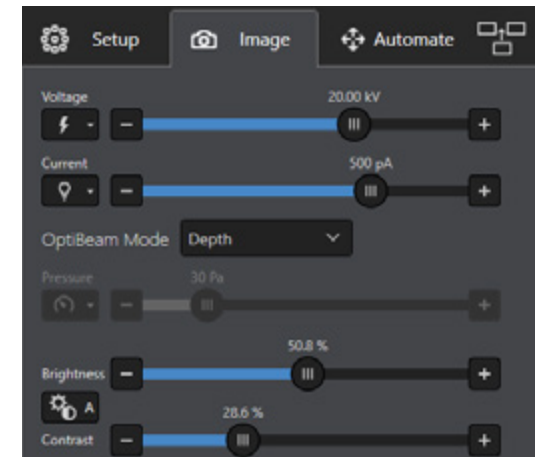 Setup Image Automate
Voltage 20.00 kV
Current 500 pA
OptiBeam Mode Depth
Pressure 30 Pa
50.8 %
Brightness
A
28.6 %
Contrast